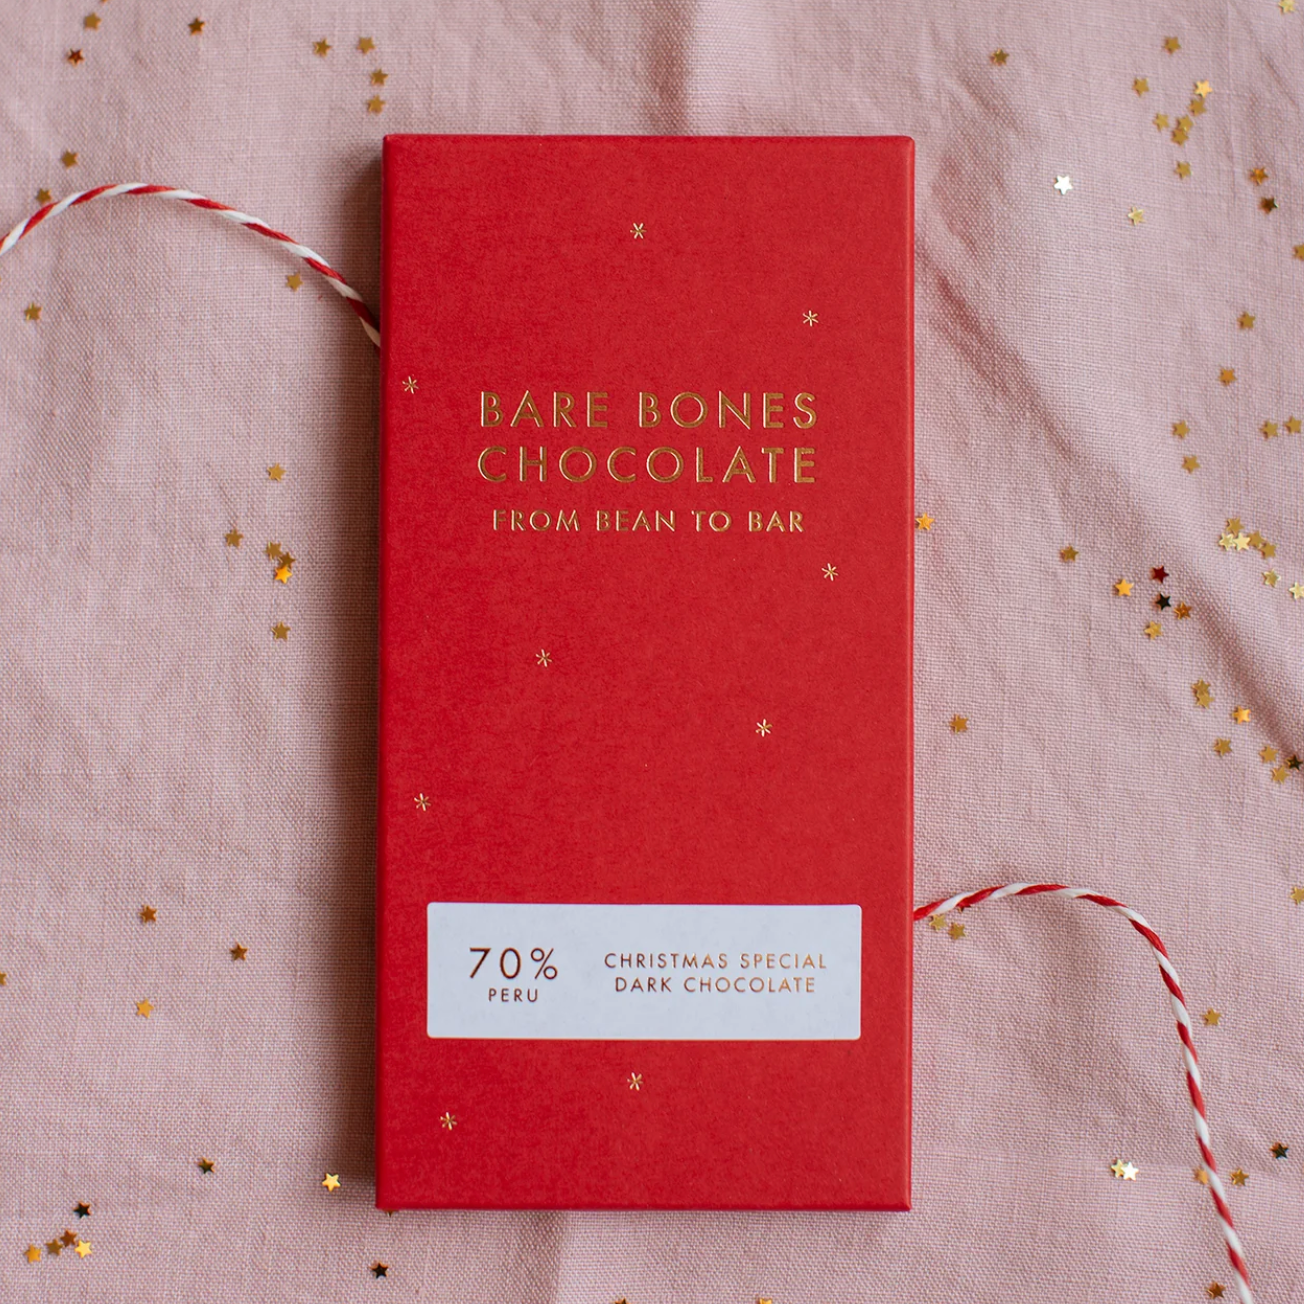 BARE BONES
CHOCOLATE
FROM BEAN TO BAR
70%
PERU
CHRISTMAS SPECIAL
DARK CHOCOLATE